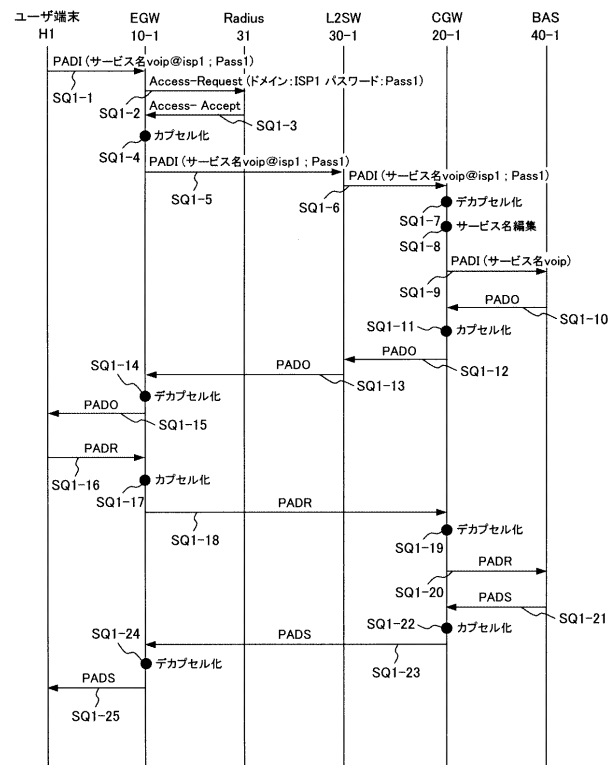 ユーザ端末 EGW Radius L2SW CGW BAS
H1 10-1 31 30-1 20-1 40-1
PADI (サービス名voip@isp1 ; Pass1)
SQ1-1
Access-Request (ドメイン:ISP1 パスワード:Pass1)
SQ1-2
Access- Accept
SQ1-3
SQ1-4
カプセル化
PADI (サービス名voip@isp1 ; Pass1)
SQ1-5
PADI (サービス名voip@isp1 ; Pass1)
SQ1-6
デカプセル化
SQ1-7
サービス名編集
SQ1-8
PADI (サービス名voip)
SQ1-9
PADO
SQ1-10
SQ1-11
カプセル化
PADO
SQ1-12
PADO
SQ1-13
SQ1-14
デカプセル化
PADO
SQ1-15
PADR
SQ1-16
カプセル化
SQ1-17
PADR
SQ1-18
デカプセル化
SQ1-19
PADR
SQ1-20
PADS
SQ1-21
SQ1-22
カプセル化
PADS
SQ1-23
SQ1-24
デカプセル化
PADS
SQ1-25